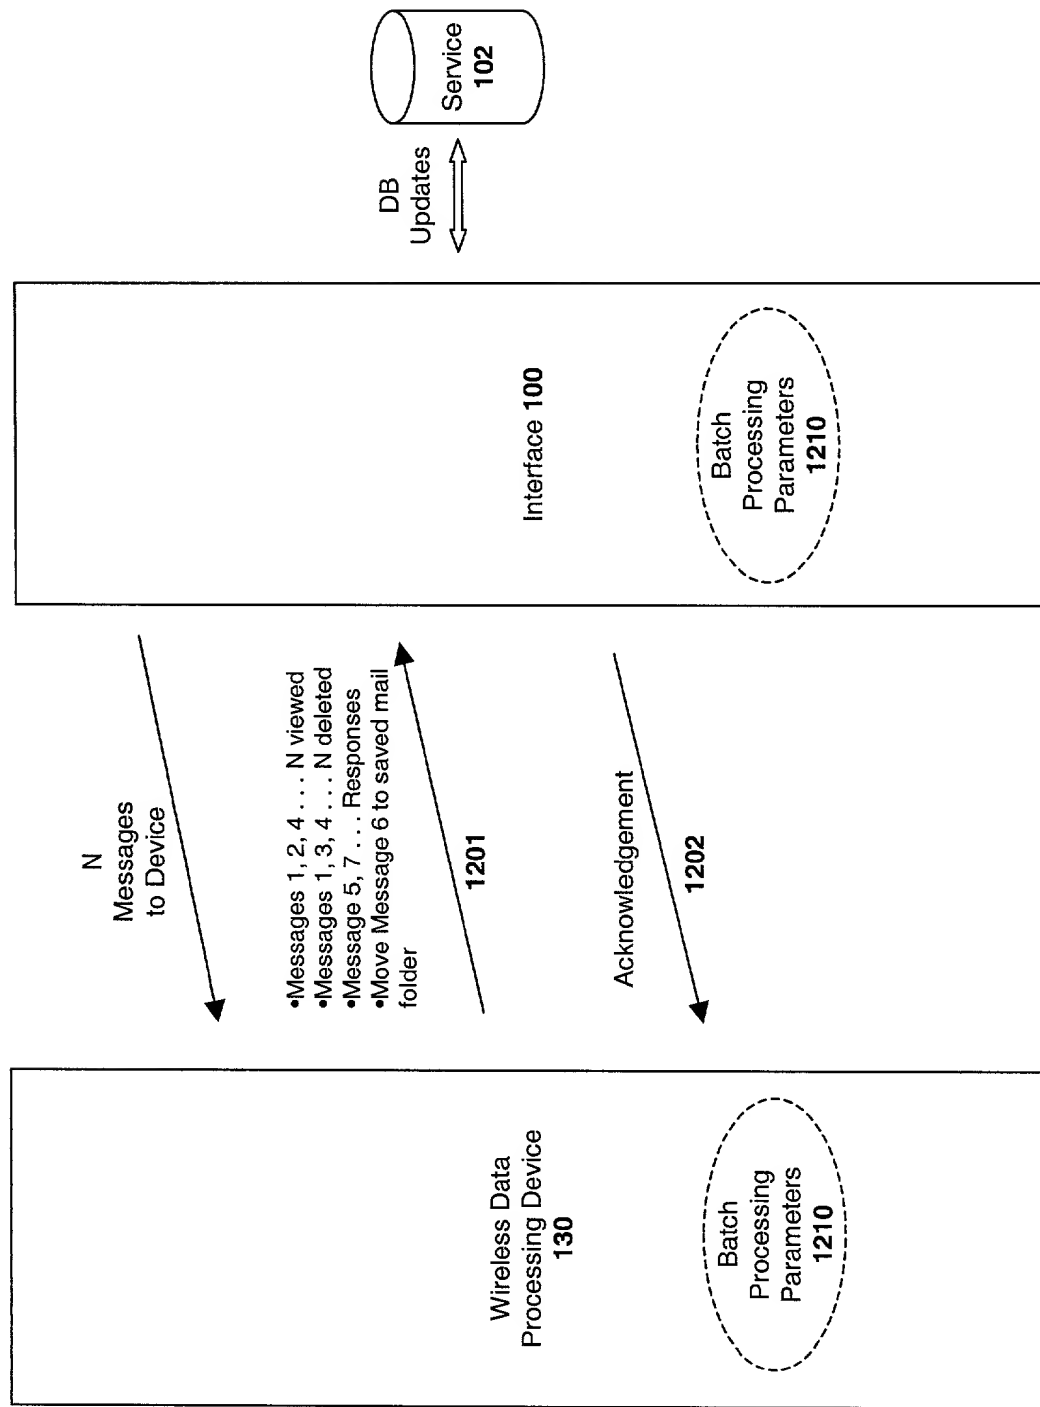 N
Messages
to Device
•Messages 1, 2, 4 . . . N viewed
•Messages 1, 3, 4 . . . N deleted
•Message 5, 7 . . . Responses
•Move Message 6 to saved mail
folder
1201
Acknowledgement
1202
Wireless Data
Processing Device
130
Batch
Processing
Parameters
1210
Interface 100
Batch
Processing
Parameters
1210
DB
Updates
Service
102